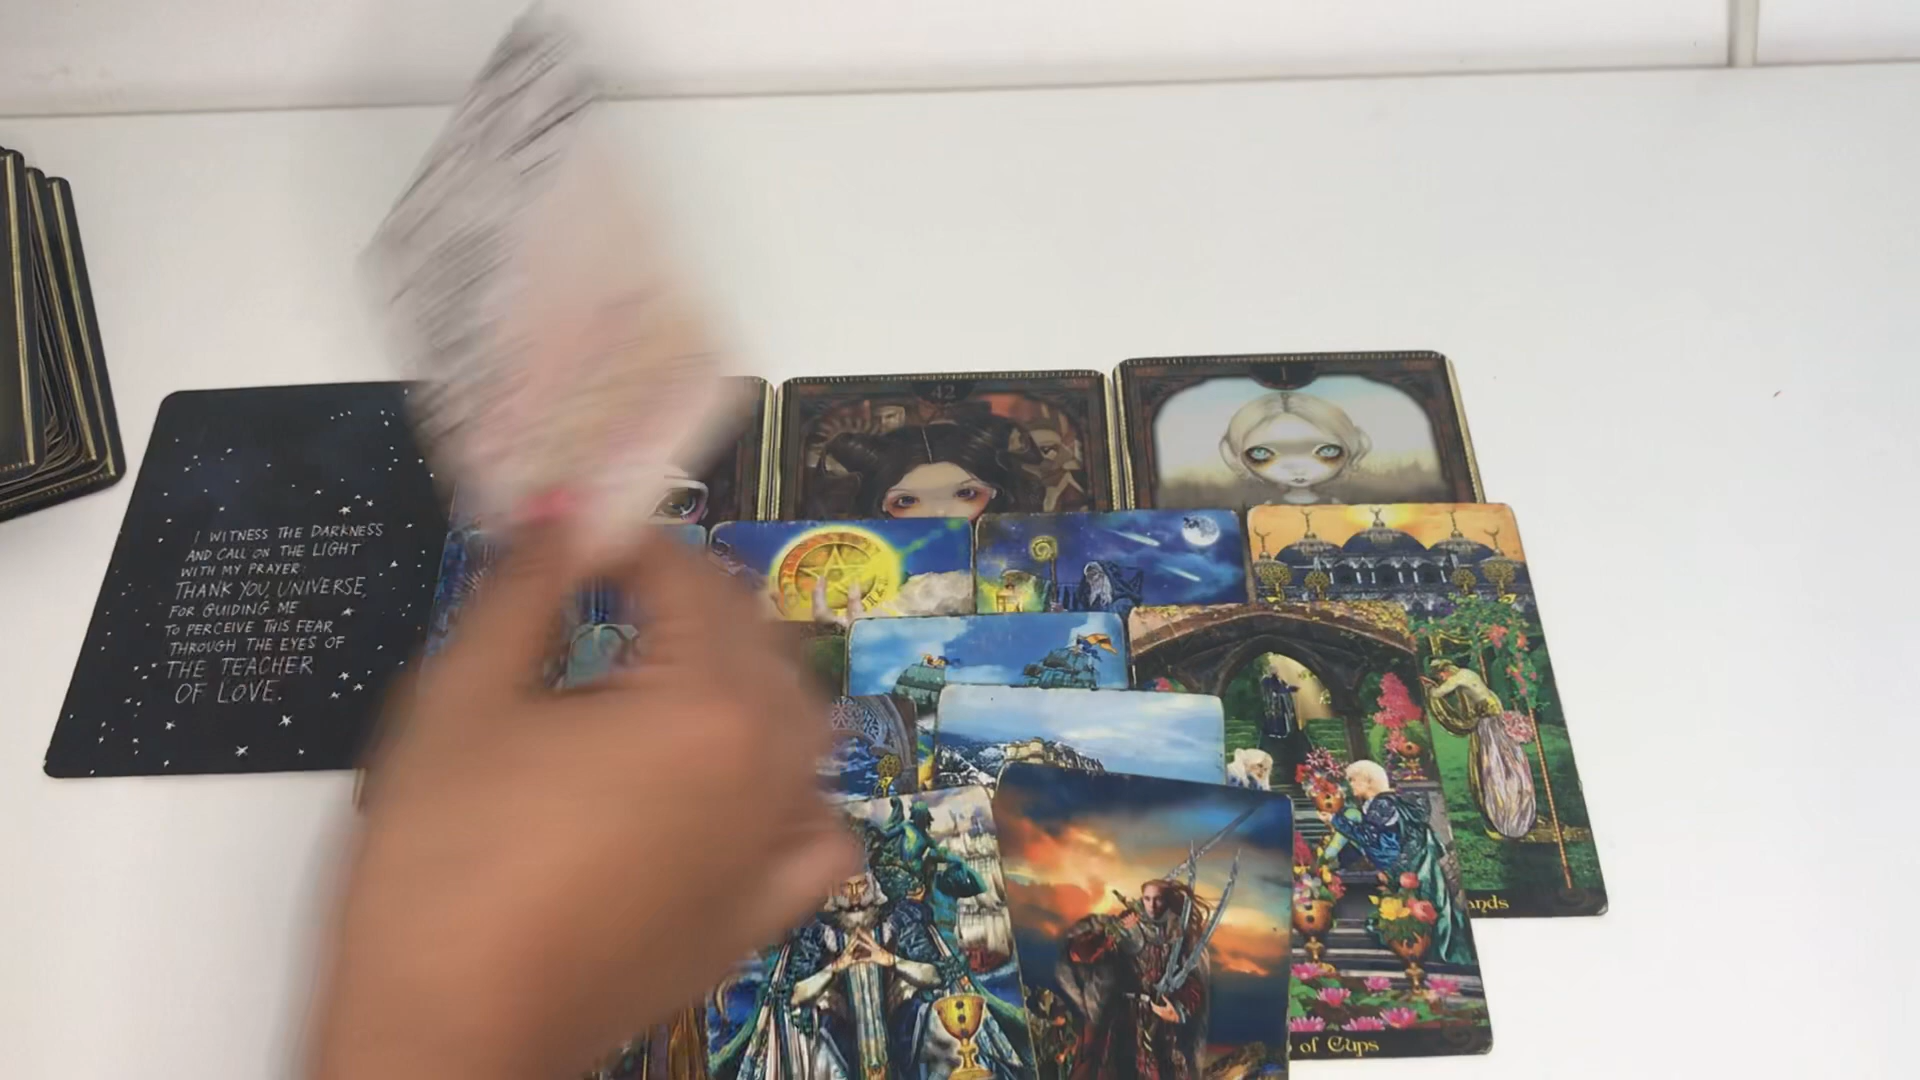 I WITNESS THE DARKNESS
AND CALL ON THE LIGHT
WITH MY PRAYER:
THANK YOU, UNIVERSE,
FOR GUIDING ME
TO PERCEIVE THIS FEAR
THROUGH THE EYES OF
THE TEACHER
OF LOVE.
42
1
ands
of Cups